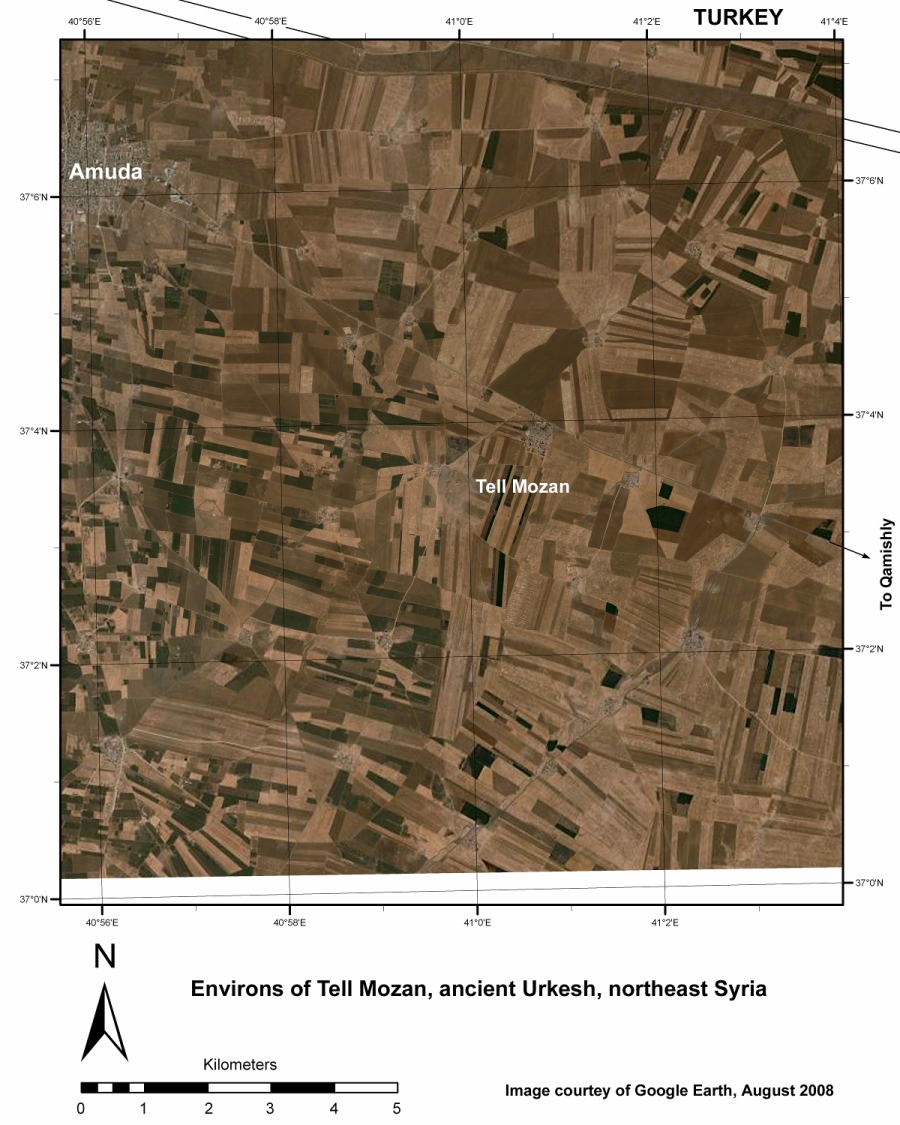 TURKEY
40°56'E 40°58'E 41°0'E 41°2'E 41°4'E
Amuda
37°6'N 37°6'N
37°4'N 37°4'N
Tell Mozan
To Qamishly
37°2'N 37°2'N
37°0'N 37°0'N
40°56'E 40°58'E 41°0'E 41°2'E
N
Environs of Tell Mozan, ancient Urkesh, northeast Syria
Kilometers
Image courtey of Google Earth, August 2008
0 1 2 3 4 5